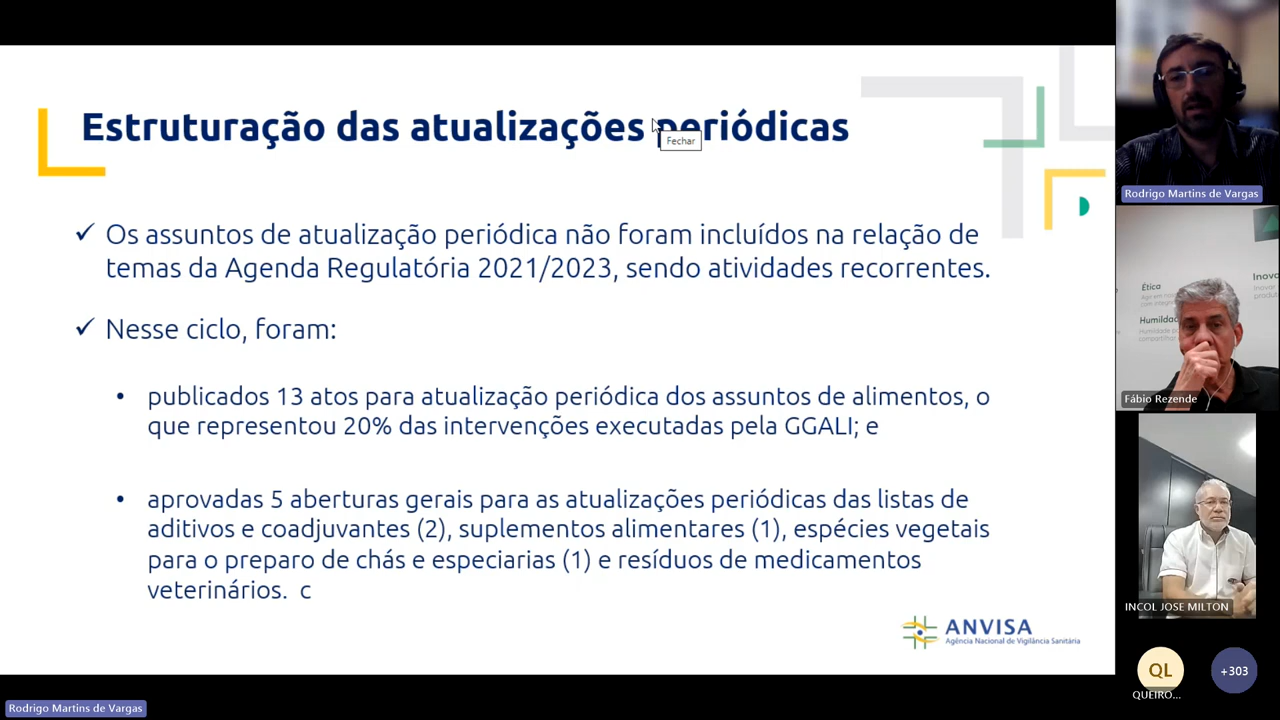 Estruturação das atualizações periódicas
Fechar
✓ Os assuntos de atualização periódica não foram incluídos na relação de
temas da Agenda Regulatória 2021/2023, sendo atividades recorrentes.
✓ Nesse ciclo, foram:
• publicados 13 atos para atualização periódica dos assuntos de alimentos, o
que representou 20% das intervenções executadas pela GGALI; e
• aprovadas 5 aberturas gerais para as atualizações periódicas das listas de
aditivos e coadjuvantes (2), suplementos alimentares (1), espécies vegetais
para o preparo de chás e especiarias (1) e resíduos de medicamentos
veterinários. c
ANVISA
Agência Nacional de Vigilância Sanitária
Rodrigo Martins de Vargas
Rodrigo Martins de Vargas
Ética
Humildad
Inova
Fábio Rezende
INCOL JOSE MILTON
QL
QUEIRO...
+303